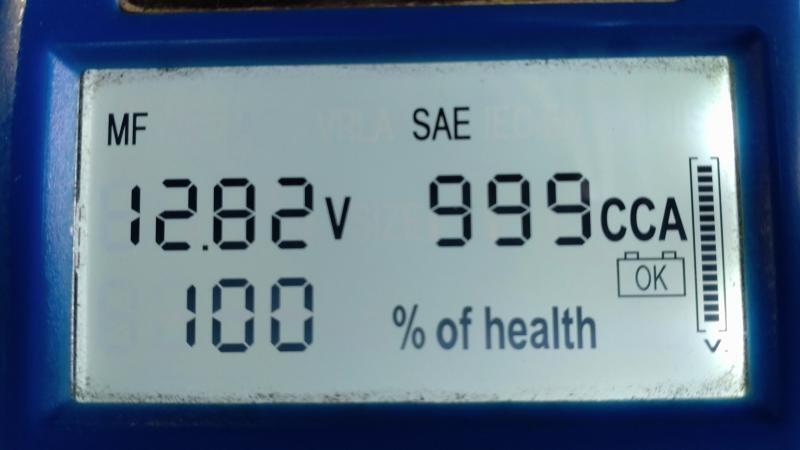 MF SAE
12.82 V 999 CCA
OK
100 % of health